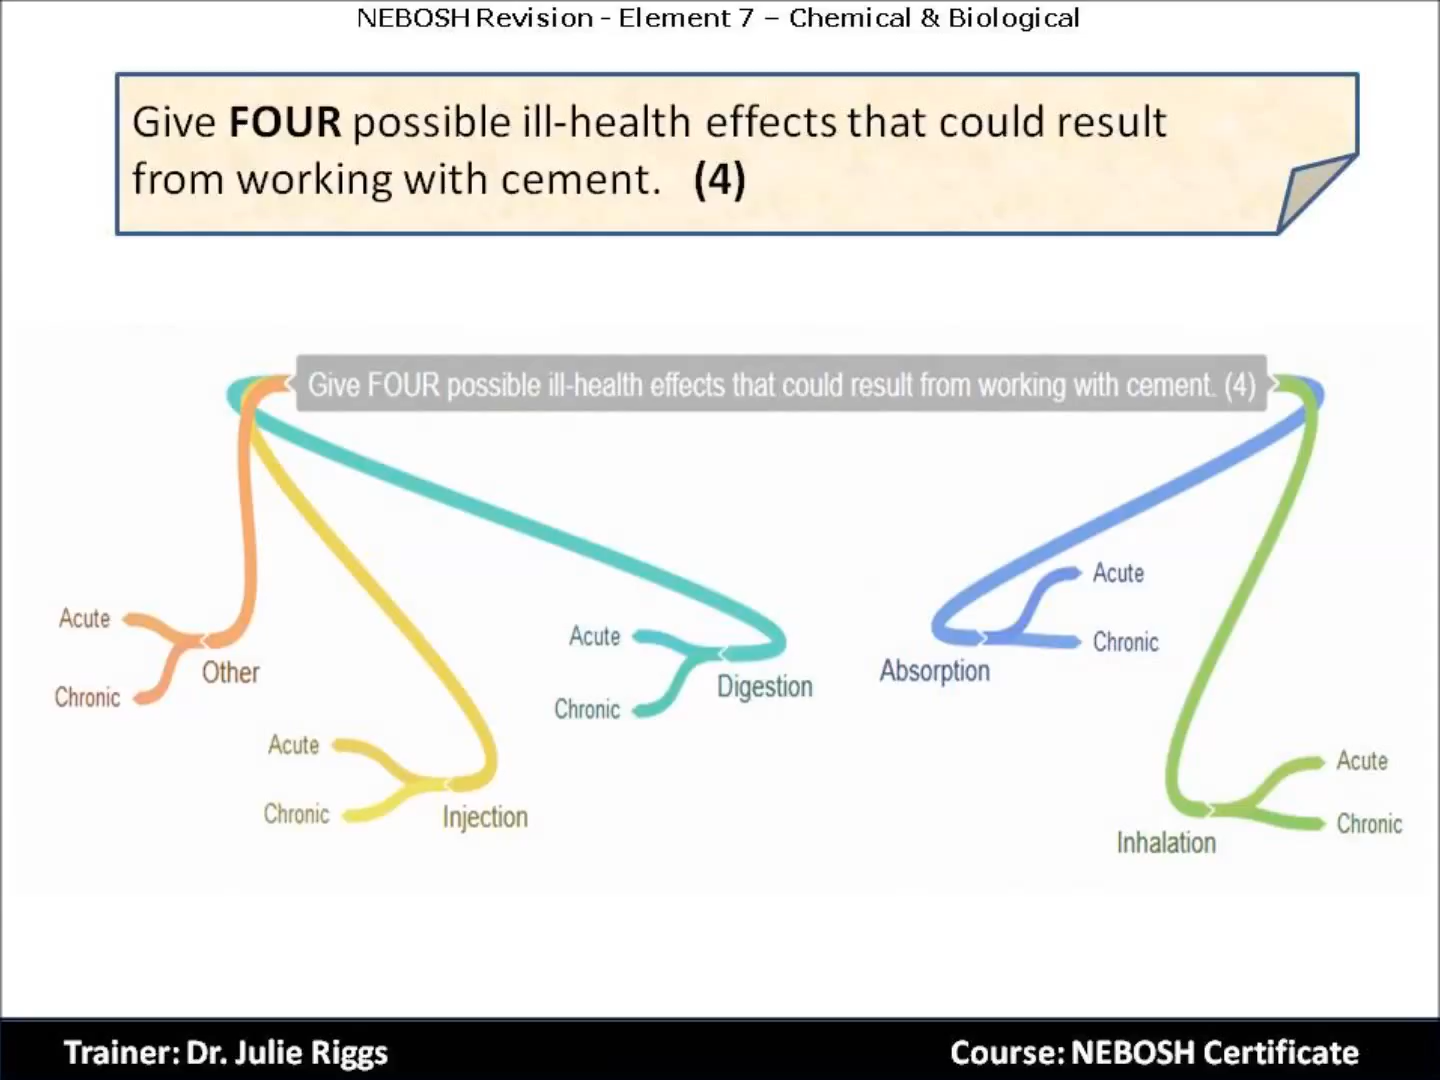 NEBOSH Revision - Element 7 – Chemical & Biological
Give FOUR possible ill-health effects that could result
from working with cement. (4)
Give FOUR possible ill-health effects that could result from working with cement. (4)
Acute
Chronic
Other
Acute
Chronic
Injection
Acute
Chronic
Digestion
Acute
Chronic
Absorption
Acute
Chronic
Inhalation
Trainer: Dr. Julie Riggs
Course: NEBOSH Certificate